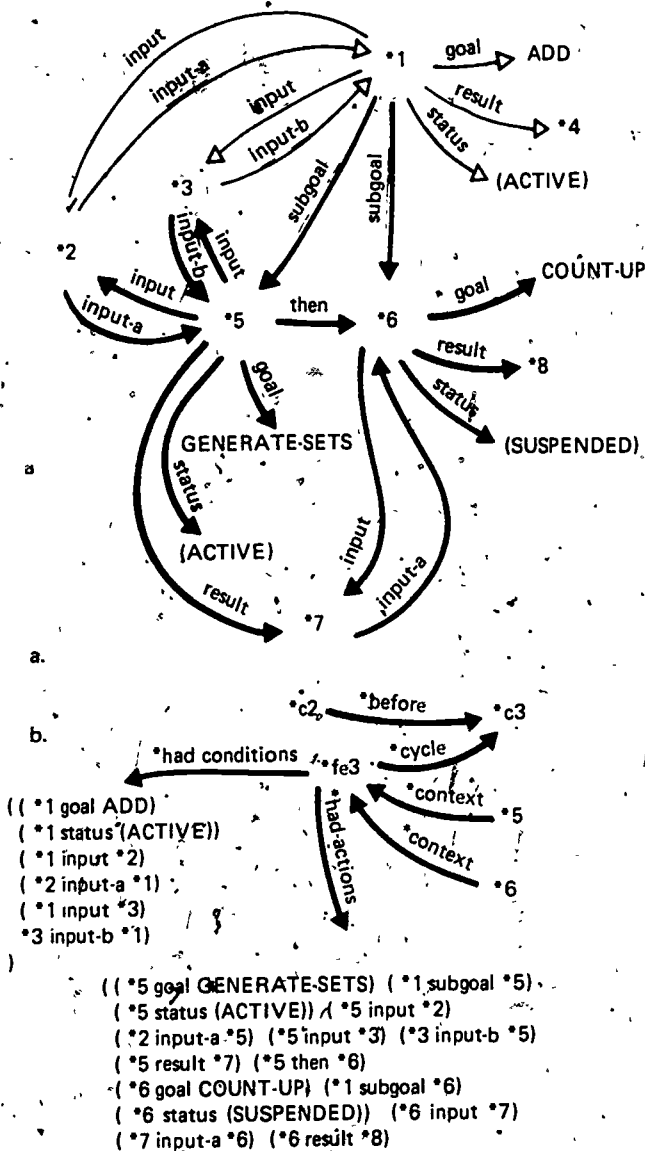 input
*1
goal
ADD
input-a
result
*4
input
input-b
status
(ACTIVE)
*3
subgoal
subgoal
*2
input-b
input
input
input-a
*5
then
*6
goal
COUNT-UP
result
*8
status
(SUSPENDED)
goal
GENERATE-SETS
a
status
(ACTIVE)
result
input
input-a
*7
a.
*c2
*before
*c3
b.
*had conditions
*fe3
*cycle
*context
*5
*context
*6
*had-actions
(( *1 goal ADD)
( *1 status (ACTIVE))
( *1 input *2)
( *2 input-a *1)
( *1 input *3)
*3 input-b *1)
)
(( *5 goal GENERATE-SETS) ( *1 subgoal *5)
( *5 status (ACTIVE)) ( *5 input *2)
( *2 input-a *5) ( *5 input *3) ( *3 input-b *5)
( *5 result *7) ( *5 then *6)
( *6 goal COUNT-UP) ( *1 subgoal *6)
( *6 status (SUSPENDED)) ( *6 input *7)
( *7 input-a *6) ( *6 result *8)